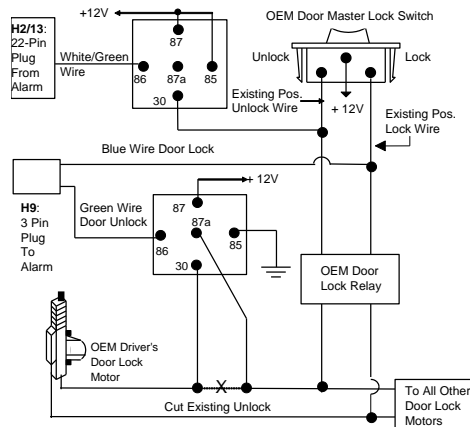 +12V
OEM Door Master Lock Switch
H2/13:
22-Pin
Plug
From
Alarm
White/Green
Wire
87
86
87a
85
30
Unlock
Lock
Existing Pos.
Unlock Wire
+ 12V
Existing Pos.
Lock Wire
Blue Wire Door Lock
H9:
3 Pin
Plug
To
Alarm
Green Wire
Door Unlock
+ 12V
87
87a
86
85
30
OEM Door
Lock Relay
OEM Driver's
Door Lock
Motor
X
Cut Existing Unlock
To All Other
Door Lock
Motors